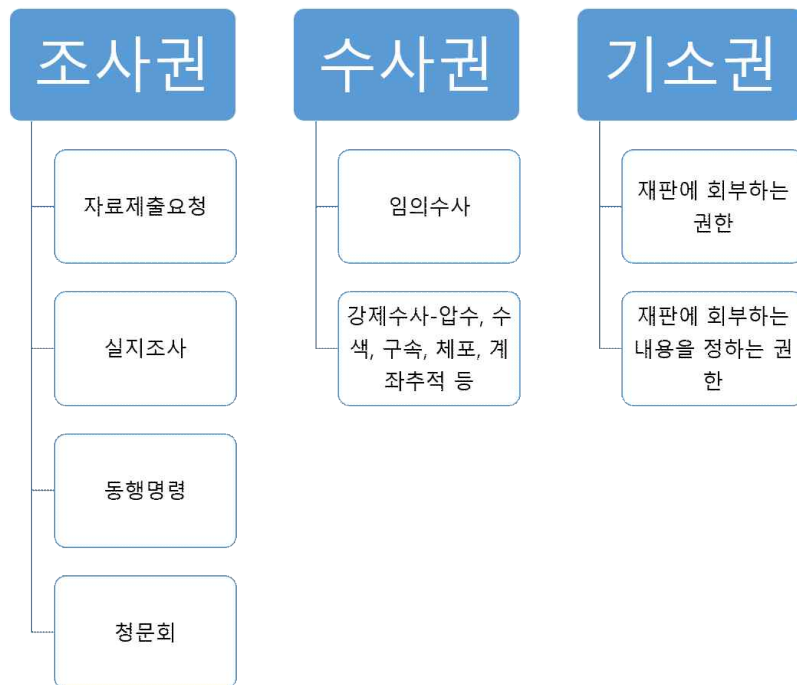 조사권
자료제출요청
실지조사
동행명령
청문회
수사권
임의수사
강제수사-압수, 수
색, 구속, 체포, 계
좌추적 등
기소권
재판에 회부하는
권한
재판에 회부하는
내용을 정하는 권
한